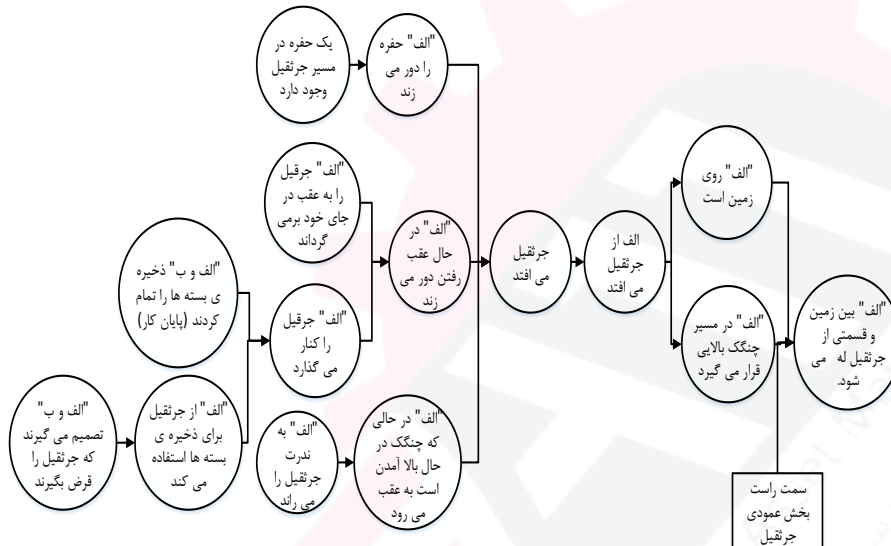 یک حفره در
مسیر جرثقیل
وجود دارد
"الف" حفره
را دور می
زند
"الف" جرقیل
را به عقب در
جای خود برمی
گرداند
"الف و ب" ذخیره
ی بسته ها را تمام
کردند (پایان کار)
"الف" جرقیل
را کنار
می گذارد
"الف" در
حال عقب
رفتن دور می
زند
"الف و ب"
تصمیم می گیرند
که جرثقیل را
قرض بگیرند
"الف" از جرثقیل
برای ذخیره ی
بسته ها استفاده
می کند
"الف" به
ندرت
جرثقیل را
می راند
"الف" در حالی
که چنگک در
حال بالا آمدن
است به عقب
می رود
جرثقیل
می افتد
الف از
جرثقیل
می افتد
"الف" روی
زمین است
"الف" در مسیر
چنگک بالایی
قرار می گیرد
"الف" بین زمین
و قسمتی از
جرثقیل له می
شود.
سمت راست
بخش عمودی
جرثقیل